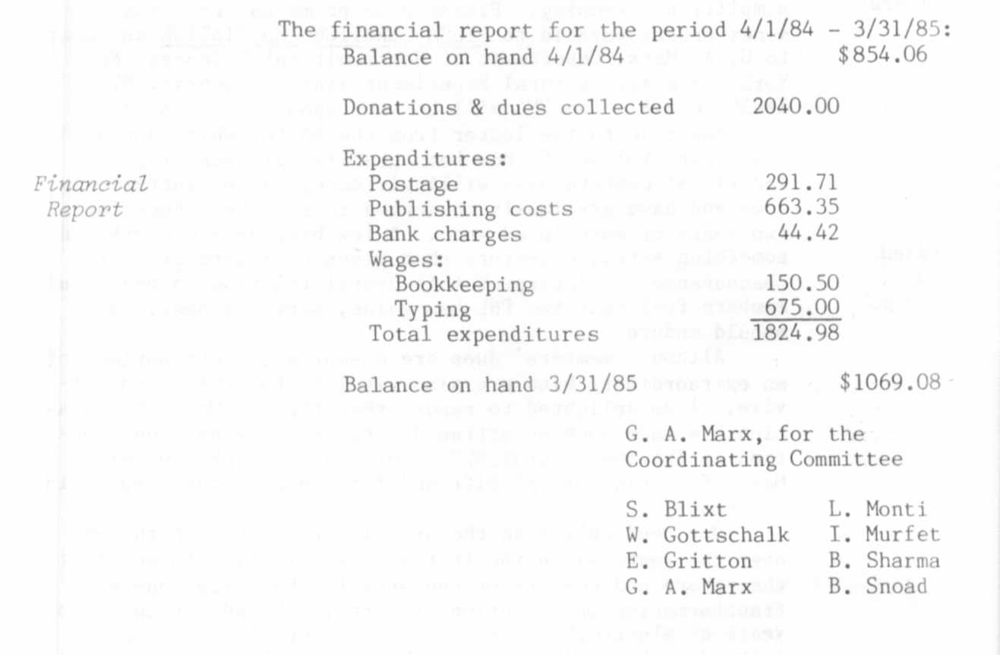 The financial report for the period 4/1/84 - 3/31/85:
Balance on hand 4/1/84 $854.06
Donations & dues collected 2040.00
Expenditures:
Financial
Report
Postage 291.71
Publishing costs 663.35
Bank charges 44.42
Wages:
Bookkeeping 150.50
Typing 675.00
Total expenditures 1824.98
Balance on hand 3/31/85 $1069.08
G. A. Marx, for the
Coordinating Committee
S. Blixt L. Monti
W. Gottschalk I. Murfet
E. Gritton B. Sharma
G. A. Marx B. Snoad